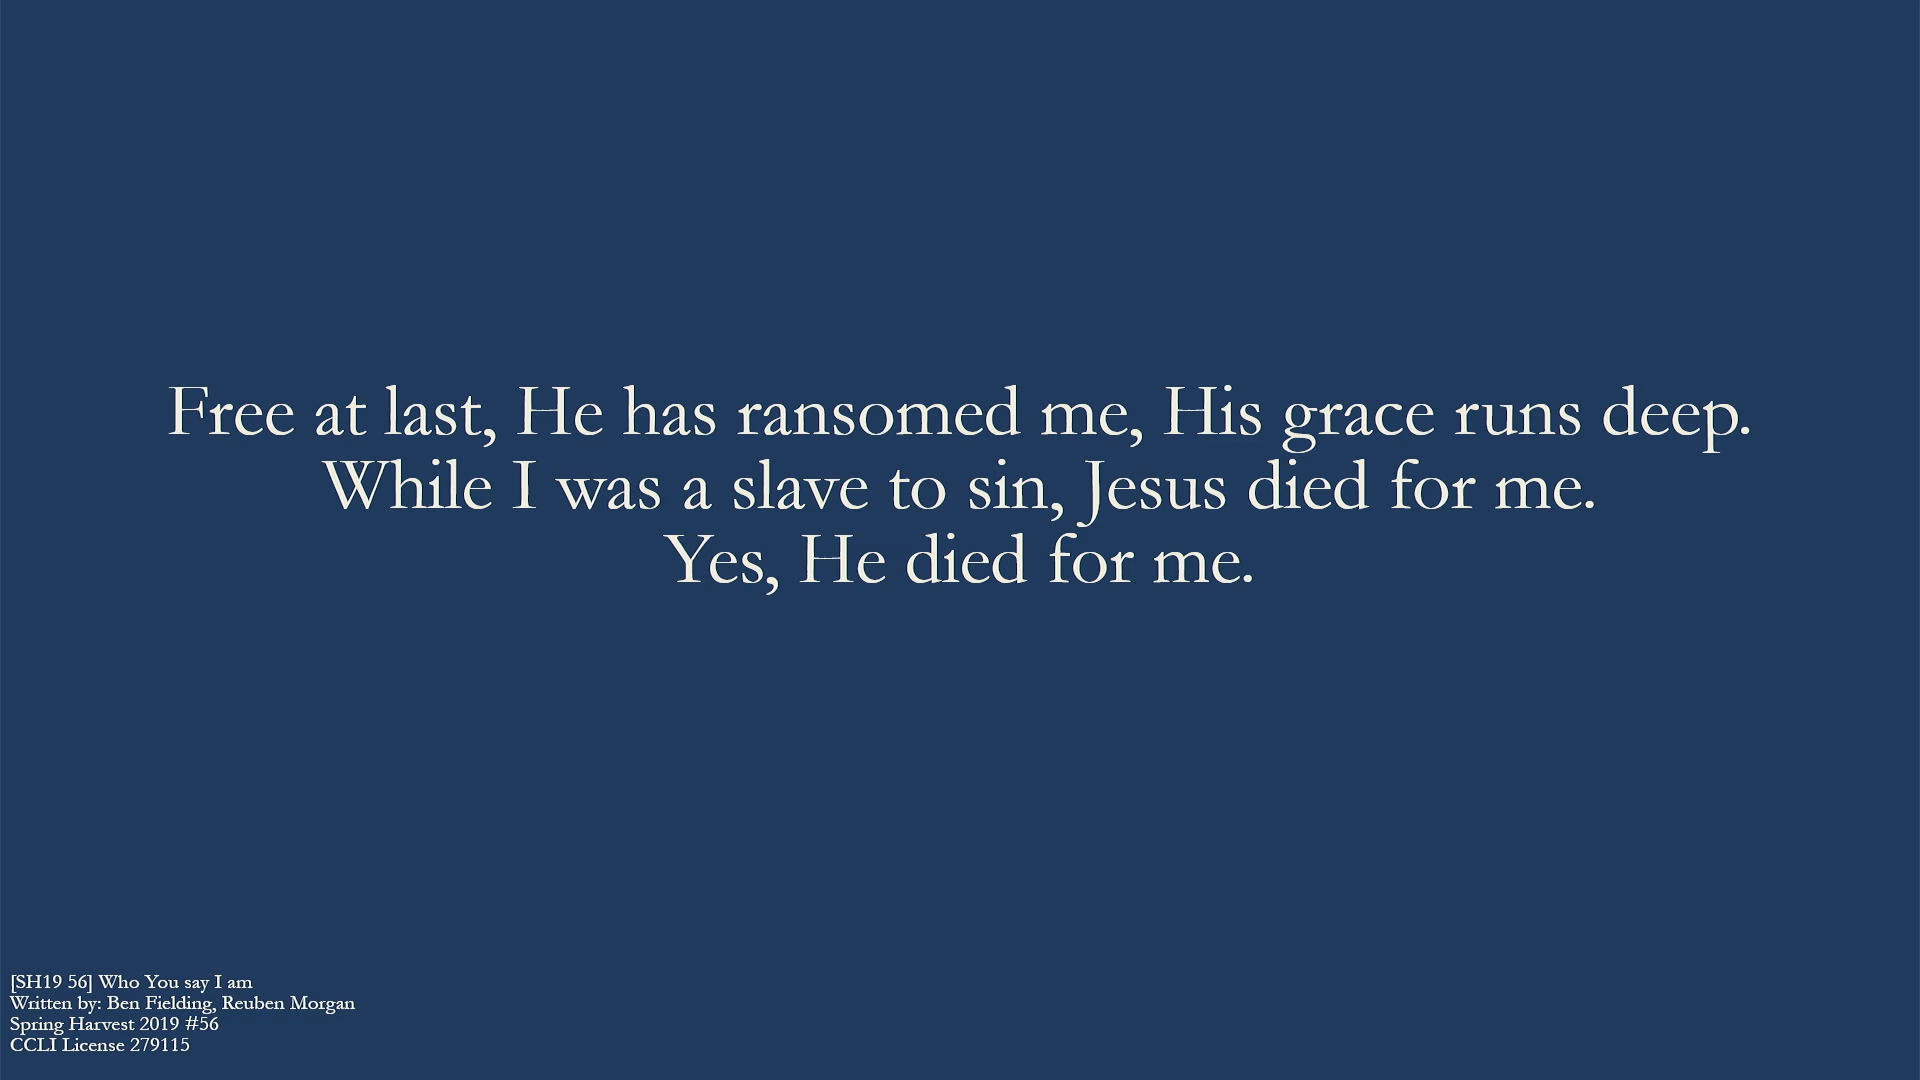 Free at last, He has ransomed me, His grace runs deep.
While I was a slave to sin, Jesus died for me.
Yes, He died for me.
[SH19 56] Who You say I am
Written by: Ben Fielding, Reuben Morgan
Spring Harvest 2019 #56
CCLI License 279115